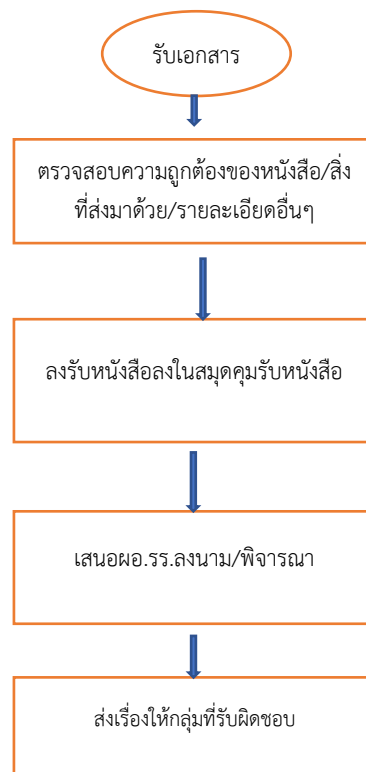 รับเอกสาร
ตรวจสอบความถูกต้องของหนังสือ/สิ่ง
ที่ส่งมาด้วย/รายละเอียดอื่นๆ
ลงรับหนังสือลงในสมุดคุมรับหนังสือ
เสนอผอ.รร.ลงนาม/พิจารณา
ส่งเรื่องให้กลุ่มที่รับผิดชอบ